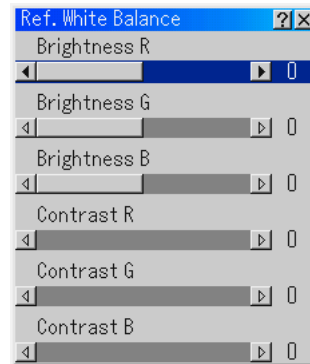 Ref. White Balance ? ×
Brightness R
0
Brightness G
0
Brightness B
0
Contrast R
0
Contrast G
0
Contrast B
0